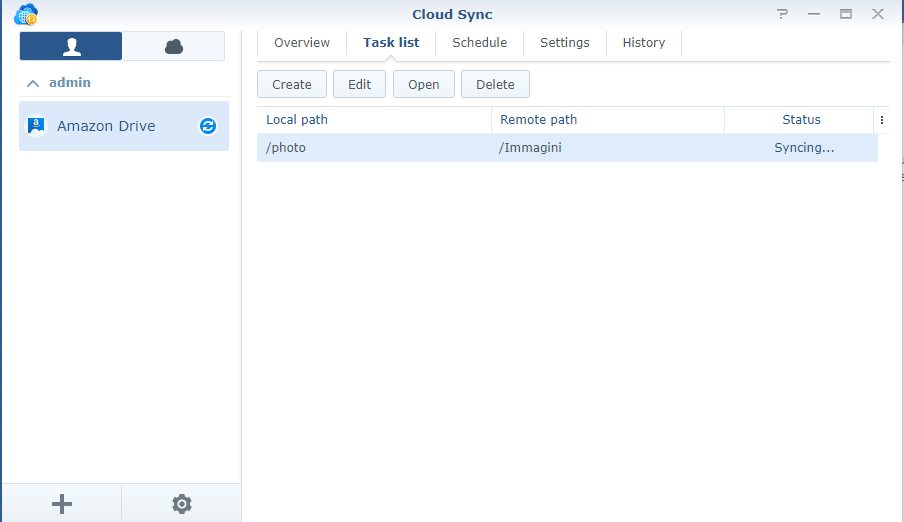 Cloud Sync
admin
Amazon Drive
Overview Task list Schedule Settings History
Create Edit Open Delete
Local path Remote path Status
/photo /Immagini Syncing...